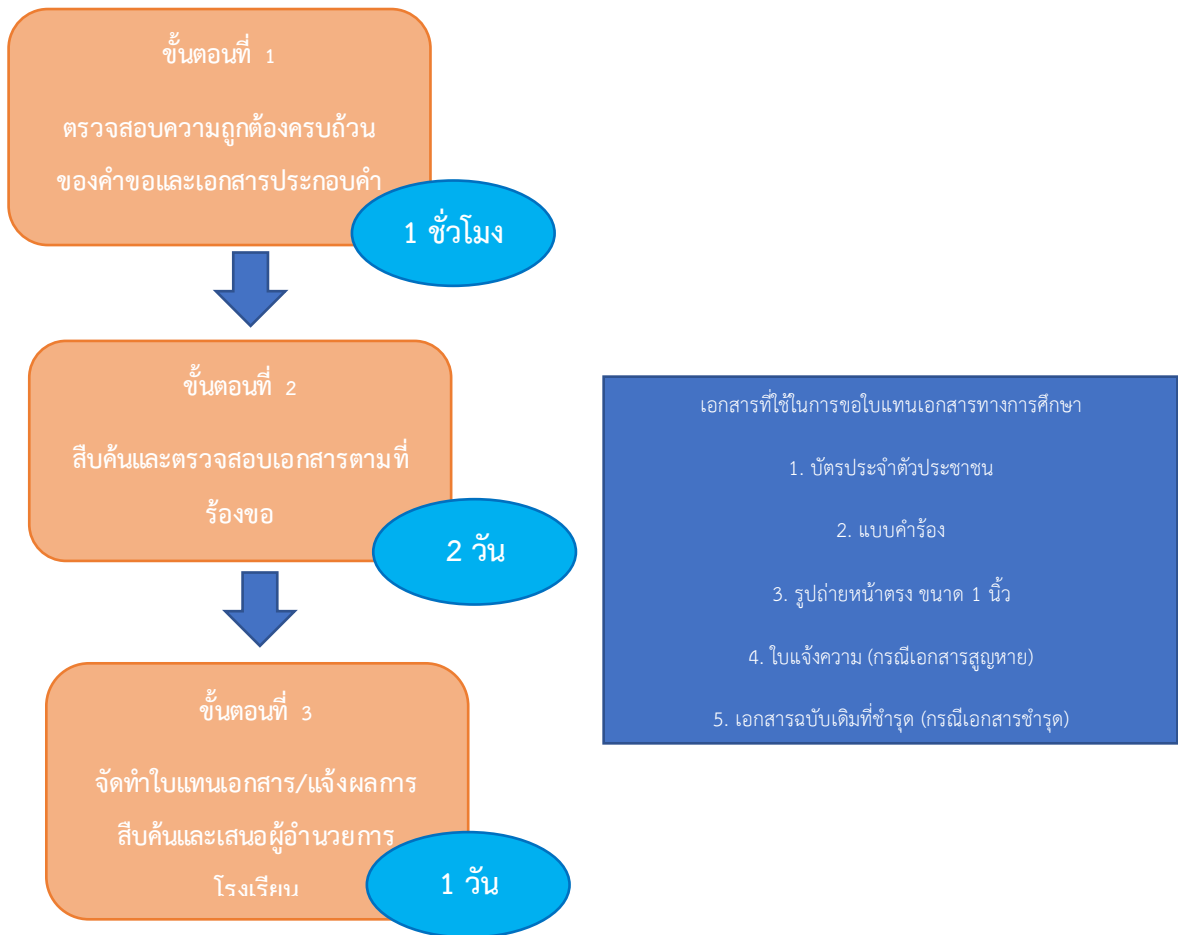 ขั้นตอนที่ 1
ตรวจสอบความถูกต้องครบถ้วน
ของคำขอและเอกสารประกอบคำ
1 ชั่วโมง
ขั้นตอนที่ 2
สืบค้นและตรวจสอบเอกสารตามที่
ร้องขอ
2 วัน
ขั้นตอนที่ 3
จัดทำใบแทนเอกสาร/แจ้งผลการ
สืบค้นและเสนอผู้อำนวยการ
โรงเรียน
1 วัน
เอกสารที่ใช้ในการขอใบแทนเอกสารทางการศึกษา
1. บัตรประจำตัวประชาชน
2. แบบคำร้อง
3. รูปถ่ายหน้าตรง ขนาด 1 นิ้ว
4. ใบแจ้งความ (กรณีเอกสารสูญหาย)
5. เอกสารฉบับเดิมที่ชำรุด (กรณีเอกสารชำรุด)